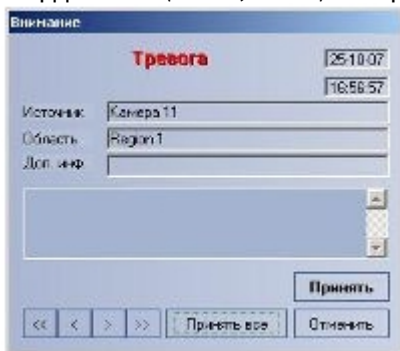 Внимание
Тревога 25-10-07
16:56:57
Источник Камера 11
Область Region 1
Доп. инф.
Принять
<< < > >> Принять все Отменить